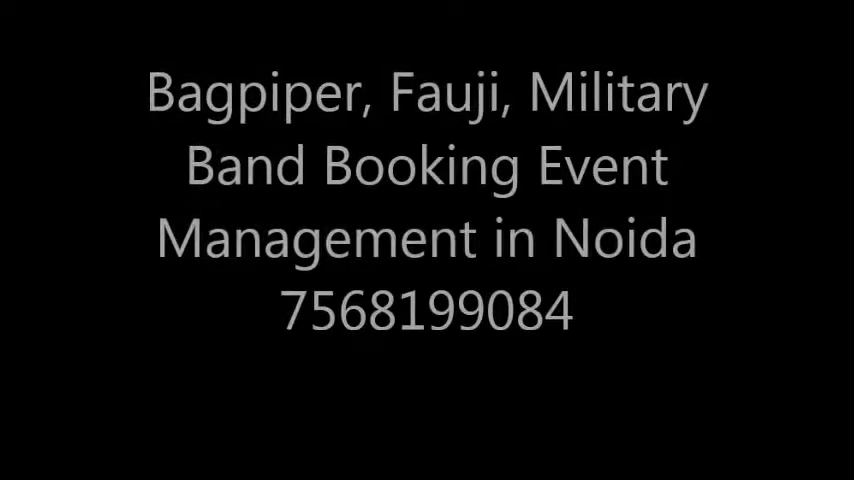 Bagpiper, Fauji, Military
Band Booking Event
Management in Noida
7568199084